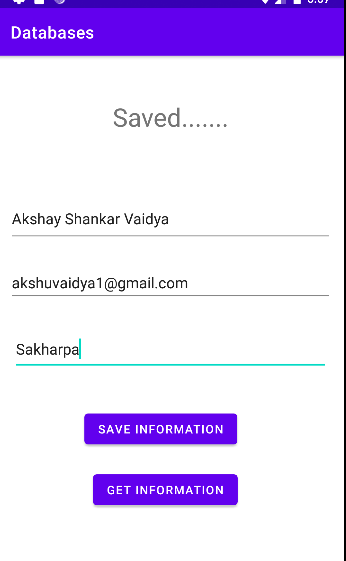 Databases
Saved.......
Akshay Shankar Vaidya
akshuvaidya1@gmail.com
Sakharpa
SAVE INFORMATION
GET INFORMATION